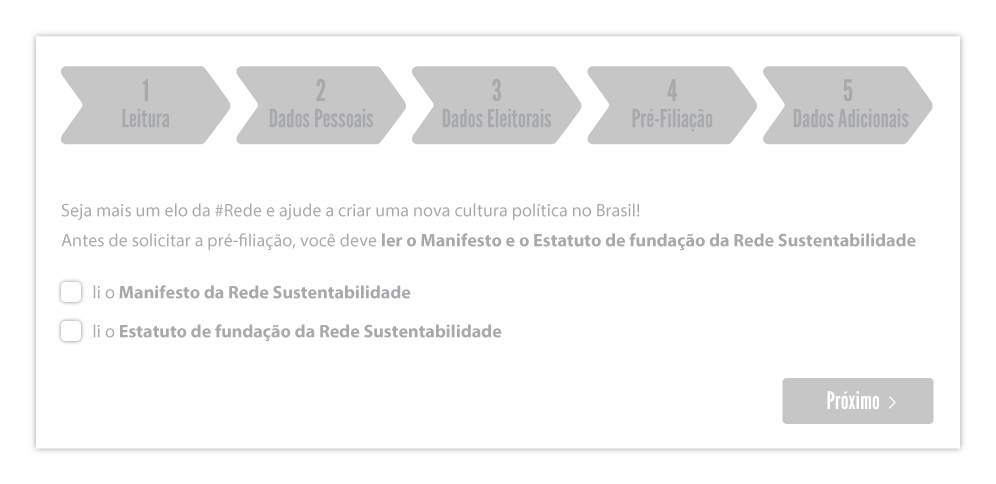 1
Leitura
2
Dados Pessoais
3
Dados Eleitorais
4
Pré-Filiação
5
Dados Adicionais
Seja mais um elo da #Rede e ajude a criar uma nova cultura política no Brasil!
Antes de solicitar a pré-filiação, você deve ler o Manifesto e o Estatuto de fundação da Rede Sustentabilidade
li o Manifesto da Rede Sustentabilidade
li o Estatuto de fundação da Rede Sustentabilidade
Próximo >